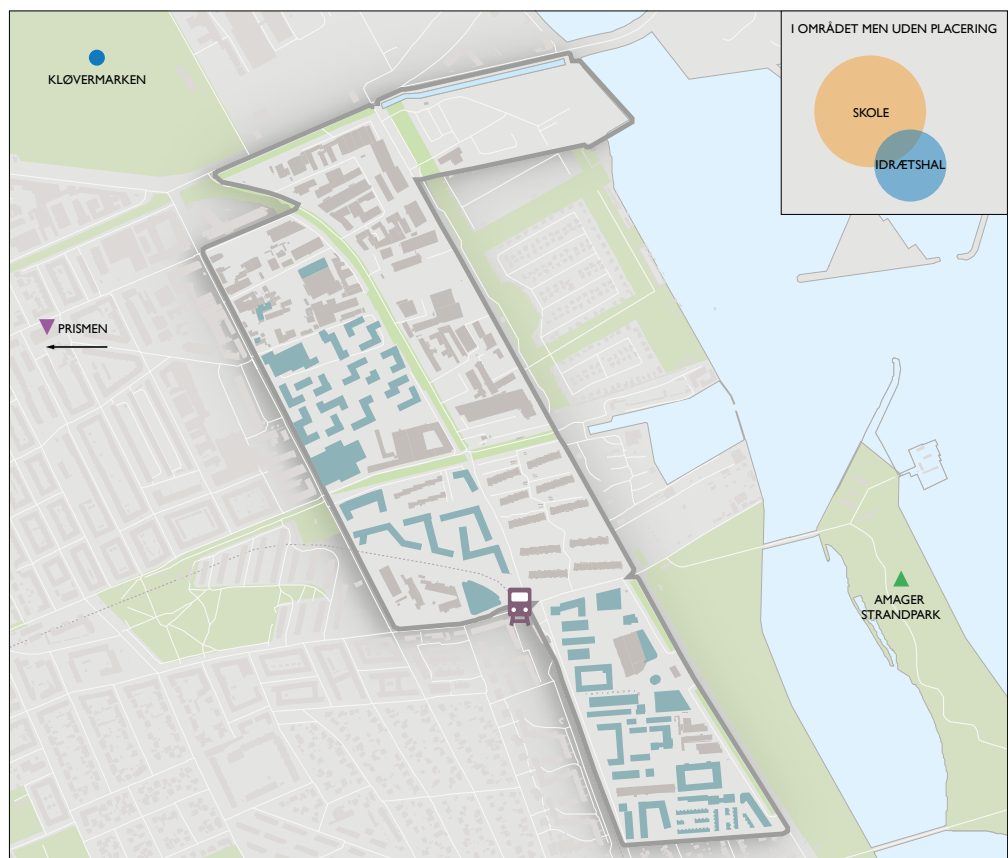 I OMRÅDET MEN UDEN PLACERING
SKOLE
IDRÆTSHAL
KLØVERMARKEN
PRISMEN
AMAGER
STRANDPARK